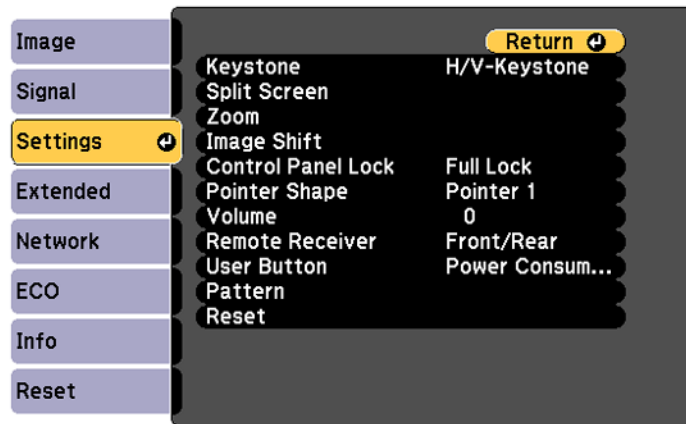 Image
Signal
Settings
Extended
Network
ECO
Info
Reset
Return
Keystone H/V-Keystone
Split Screen
Zoom
Image Shift
Control Panel Lock Full Lock
Pointer Shape Pointer 1
Volume 0
Remote Receiver Front/Rear
User Button Power Consum...
Pattern
Reset